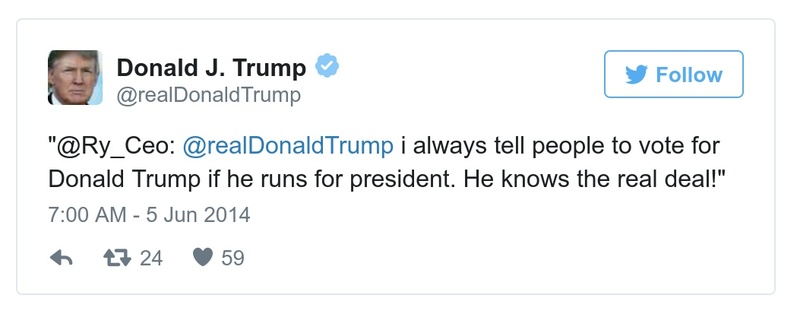 Donald J. Trump
@realDonaldTrump
Follow
"@Ry_Ceo: @realDonaldTrump i always tell people to vote for
Donald Trump if he runs for president. He knows the real deal!"
7:00 AM - 5 Jun 2014
24 59